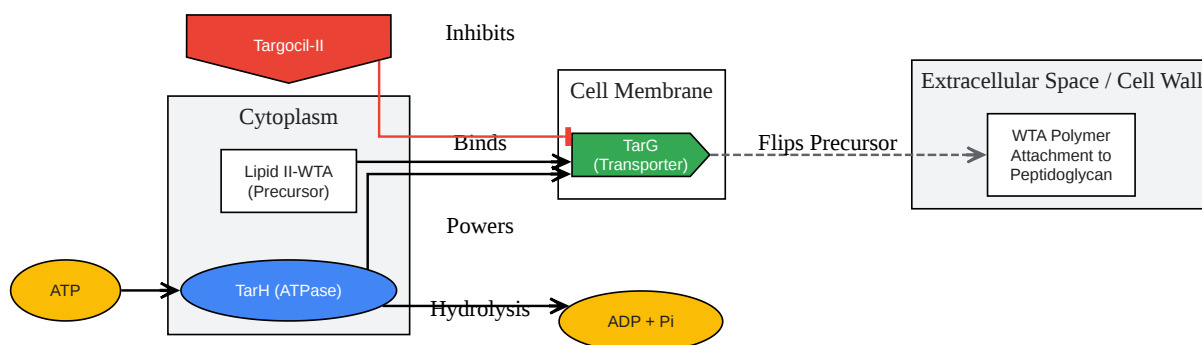 Targocil-II
Inhibits
Cytoplasm
Cell Membrane
Extracellular Space / Cell Wall
Binds
Lipid II-WTA
(Precursor)
TarG
(Transporter)
Flips Precursor
WTA Polymer
Attachment to
Peptidoglycan
Powers
ATP
TarH (ATPase)
Hydrolysis
ADP + Pi